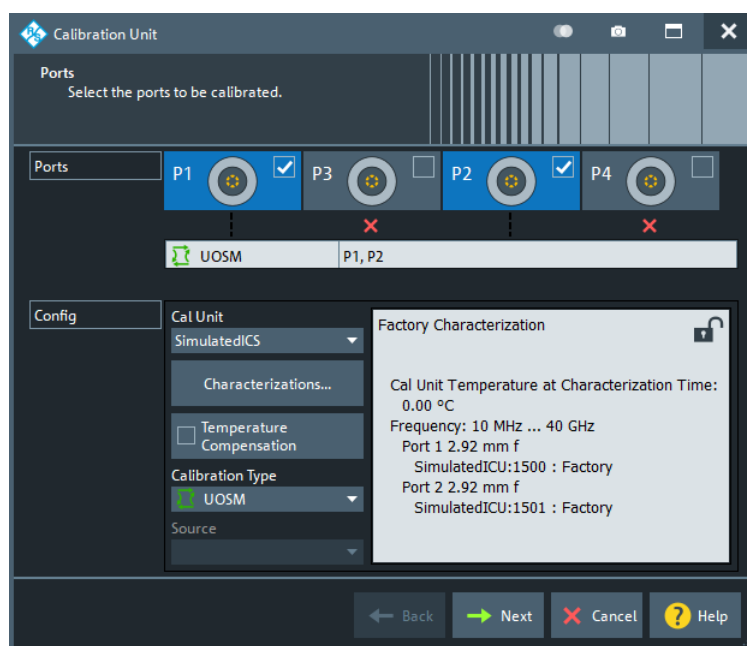 Calibration Unit
Ports
Select the ports to be calibrated.
Ports
P1
P3
P2
P4
UOSM
P1, P2
Config
Cal Unit
SimulatedICS
Characterizations...
Temperature
Compensation
Calibration Type
UOSM
Source
Factory Characterization
Cal Unit Temperature at Characterization Time:
0.00 °C
Frequency: 10 MHz ... 40 GHz
Port 1 2.92 mm f
SimulatedICU:1500 : Factory
Port 2 2.92 mm f
SimulatedICU:1501 : Factory
Back
Next
Cancel
? Help